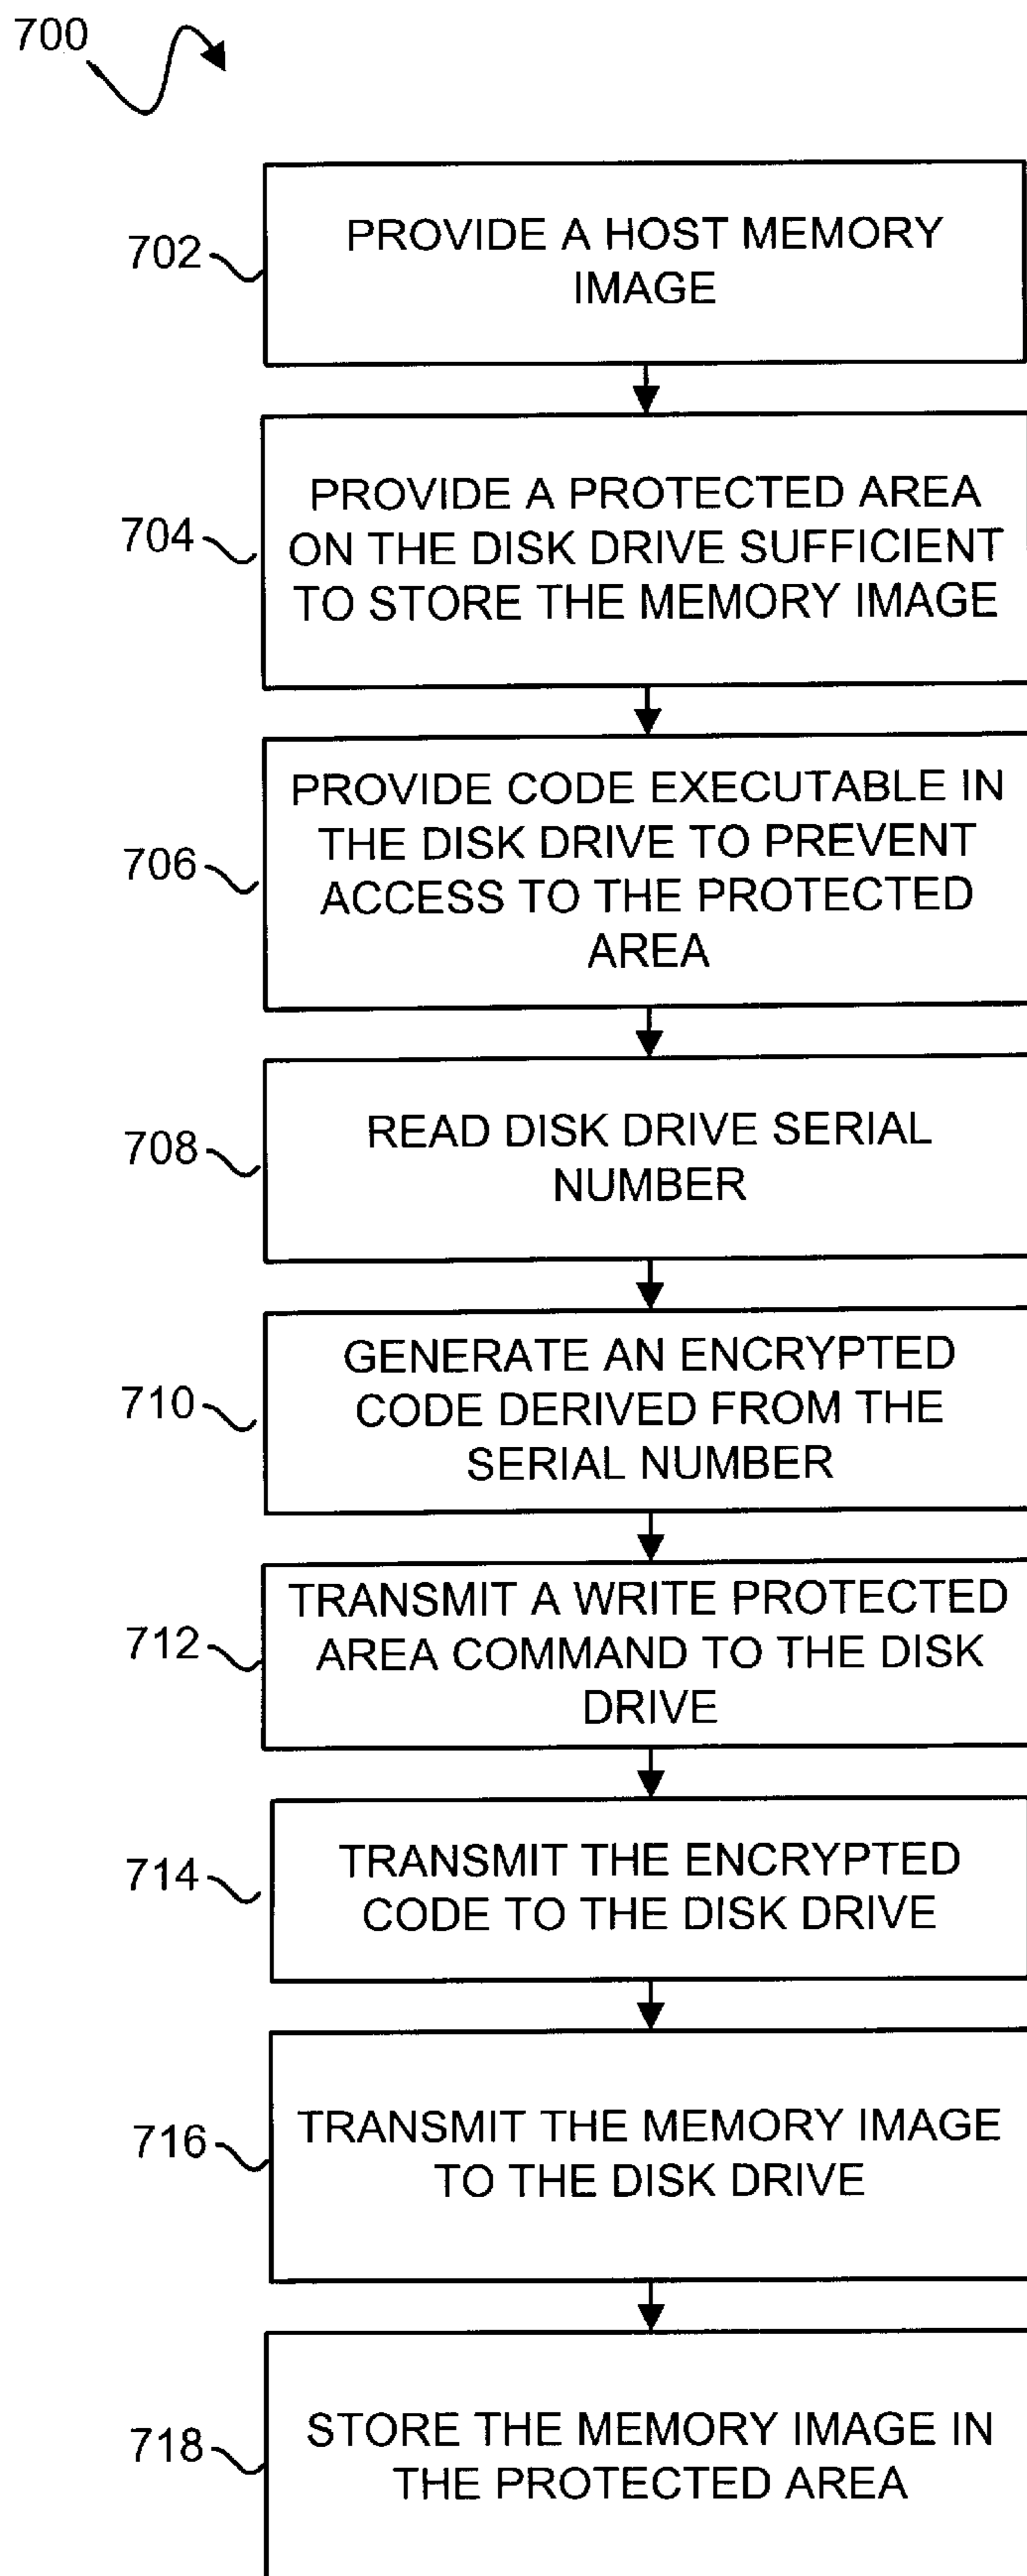 700
702
PROVIDE A HOST MEMORY
IMAGE
704
PROVIDE A PROTECTED AREA
ON THE DISK DRIVE SUFFICIENT
TO STORE THE MEMORY IMAGE
706
PROVIDE CODE EXECUTABLE IN
THE DISK DRIVE TO PREVENT
ACCESS TO THE PROTECTED
AREA
708
READ DISK DRIVE SERIAL
NUMBER
710
GENERATE AN ENCRYPTED
CODE DERIVED FROM THE
SERIAL NUMBER
712
TRANSMIT A WRITE PROTECTED
AREA COMMAND TO THE DISK
DRIVE
714
TRANSMIT THE ENCRYPTED
CODE TO THE DISK DRIVE
716
TRANSMIT THE MEMORY IMAGE
TO THE DISK DRIVE
718
STORE THE MEMORY IMAGE IN
THE PROTECTED AREA